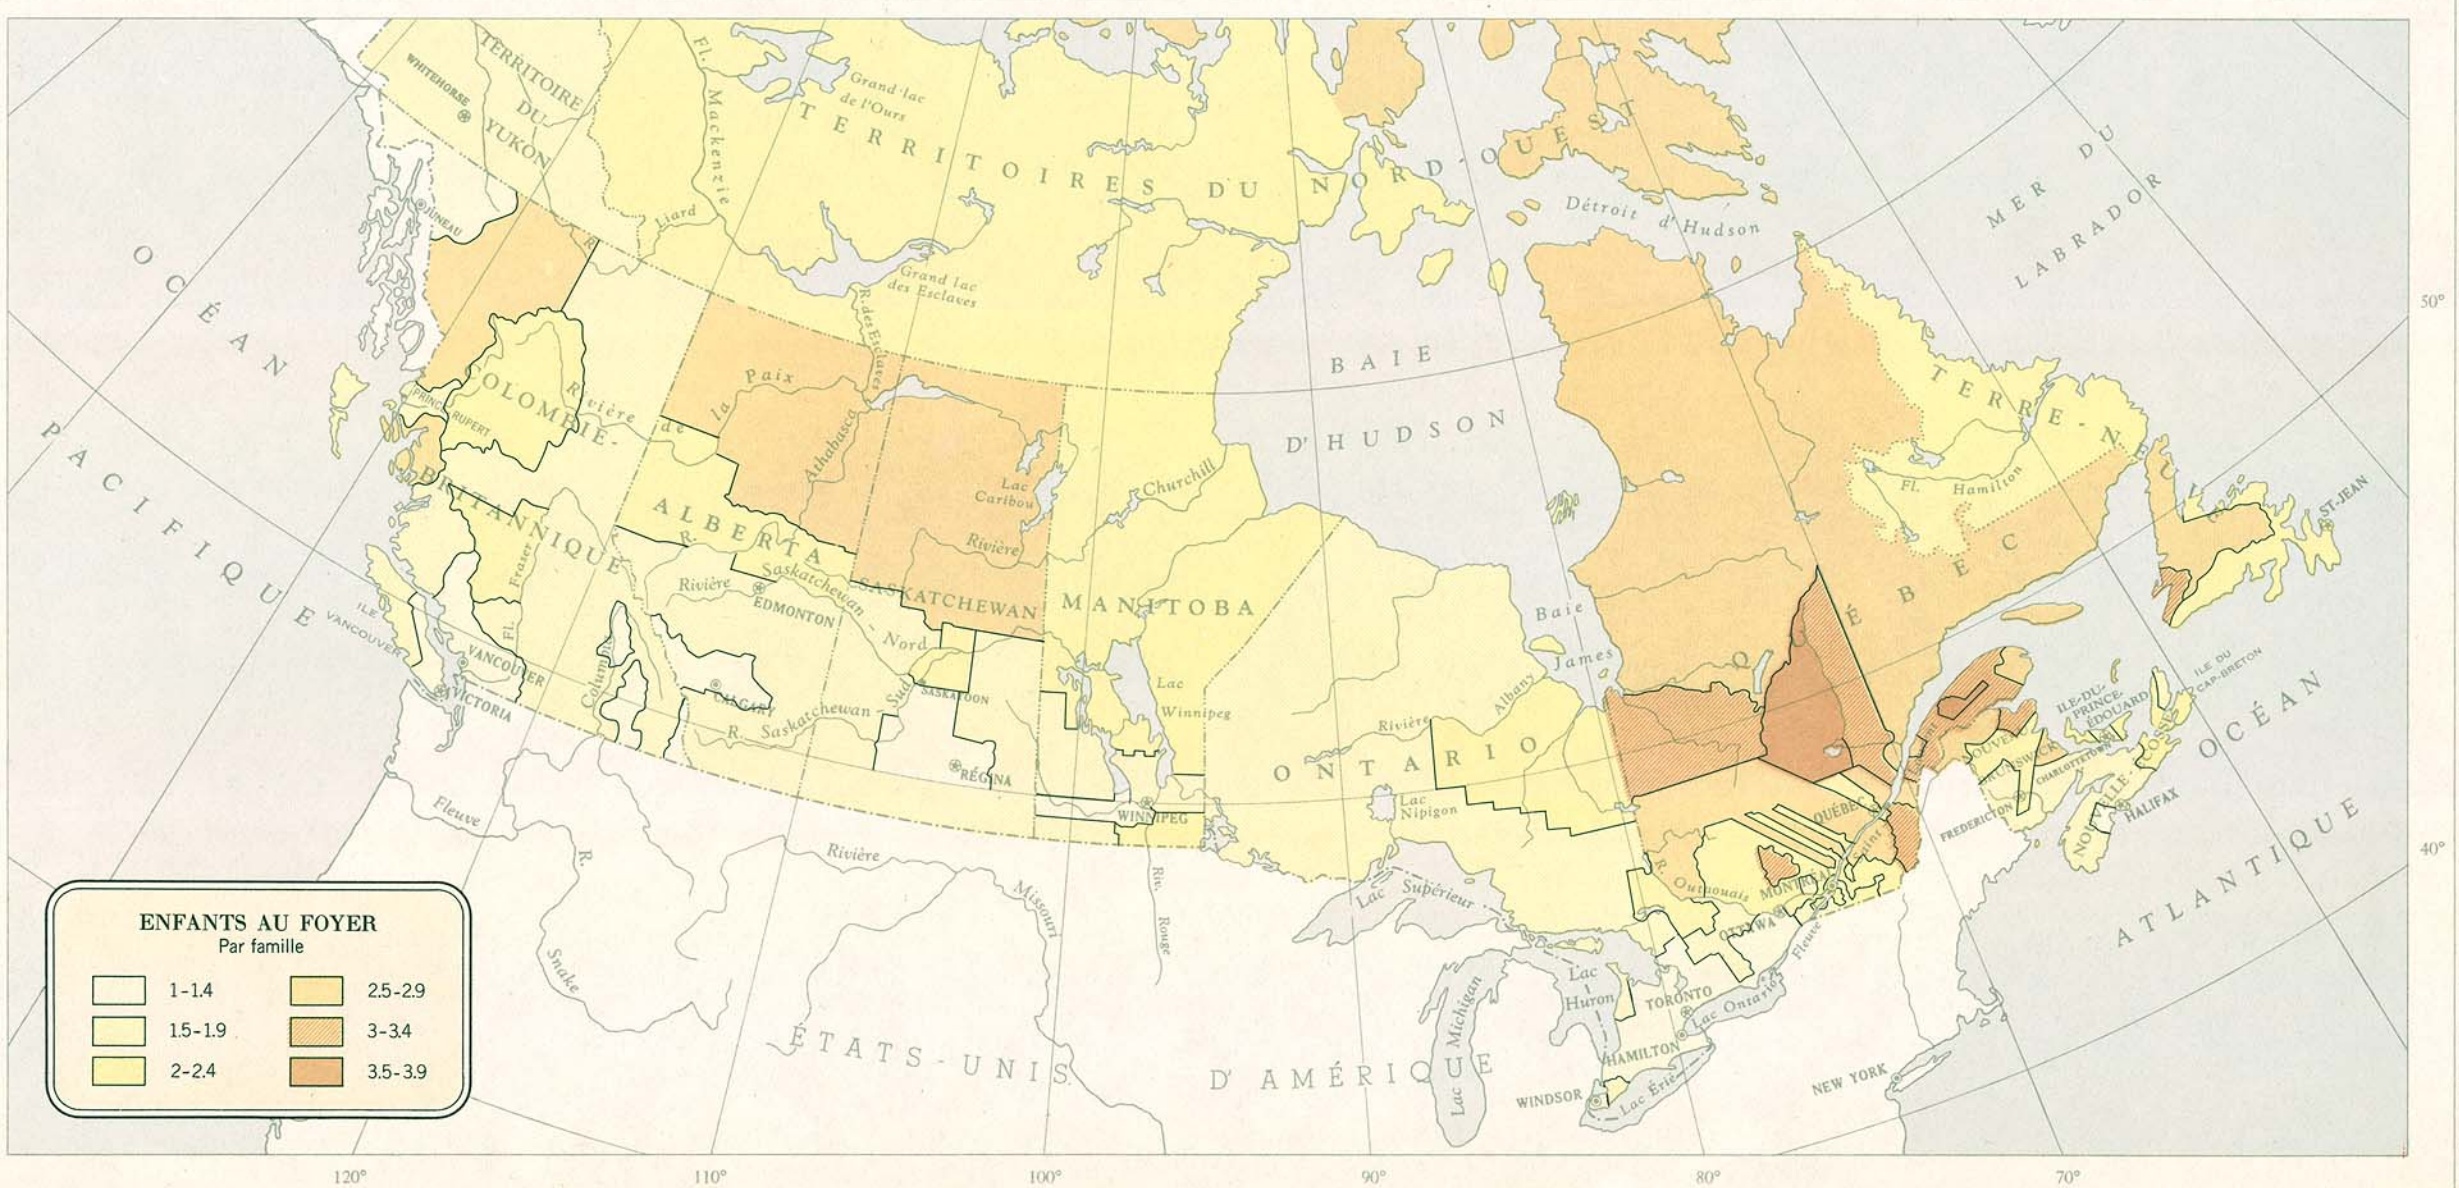 TERRITOIRE
DU
YUKON
WHITEHORSE
JUNEAU
Fl. Mackenzie
Liard
R.
Grand lac
de l'Ours
TERRITOIRES DU NORD-OUEST
Grand lac
des Esclaves
R. des Esclaves
Détroit d'Hudson
MER DU
LABRADOR
50°
OCÉAN
PACIFIQUE
COLOMBIE-
BRITANNIQUE
PRINCE RUPERT
Rivière de la Paix
Athabasca
Lac
Caribou
Rivière
Churchill
BAIE
D'HUDSON
TERRE-NEUVE
Fl. Hamilton
ST-JEAN
ALBERTA
R.
Rivière
Saskatchewan - Nord
EDMONTON
SASKATCHEWAN
MANITOBA
Fl. Fraser
ILE
VANCOUVER
VANCOUVER
VICTORIA
Columbia
CALGARY
SASKATOON
R. Saskatchewan - Sud
RÉGINA
Lac
Winnipeg
WINNIPEG
Baie
James
Albany
Rivière
ONTARIO
Lac
Nipigon
QUÉBEC
QUÉBEC
Fleuve Saint Laurent
MONTRÉAL
R. Outaouais
OTTAWA
ILE-DU-
PRINCE-
ÉDOUARD
CHARLOTTETOWN
ILE DU
CAP-BRETON
NOUVEAU
BRUNSWICK
FREDERICTON
NOUVELLE-ÉCOSSE
HALIFAX
OCÉAN
ATLANTIQUE
40°
Fleuve
R.
Snake
Rivière
Missouri
Riv. Rouge
Lac Supérieur
Lac Michigan
Lac
Huron
TORONTO
Lac Ontario
HAMILTON
WINDSOR
Lac Érié
NEW YORK
ÉTATS-UNIS D'AMÉRIQUE
ENFANTS AU FOYER
Par famille
1-1.4
1.5-1.9
2-2.4
2.5-2.9
3-3.4
3.5-3.9
120°
110°
100°
90°
80°
70°